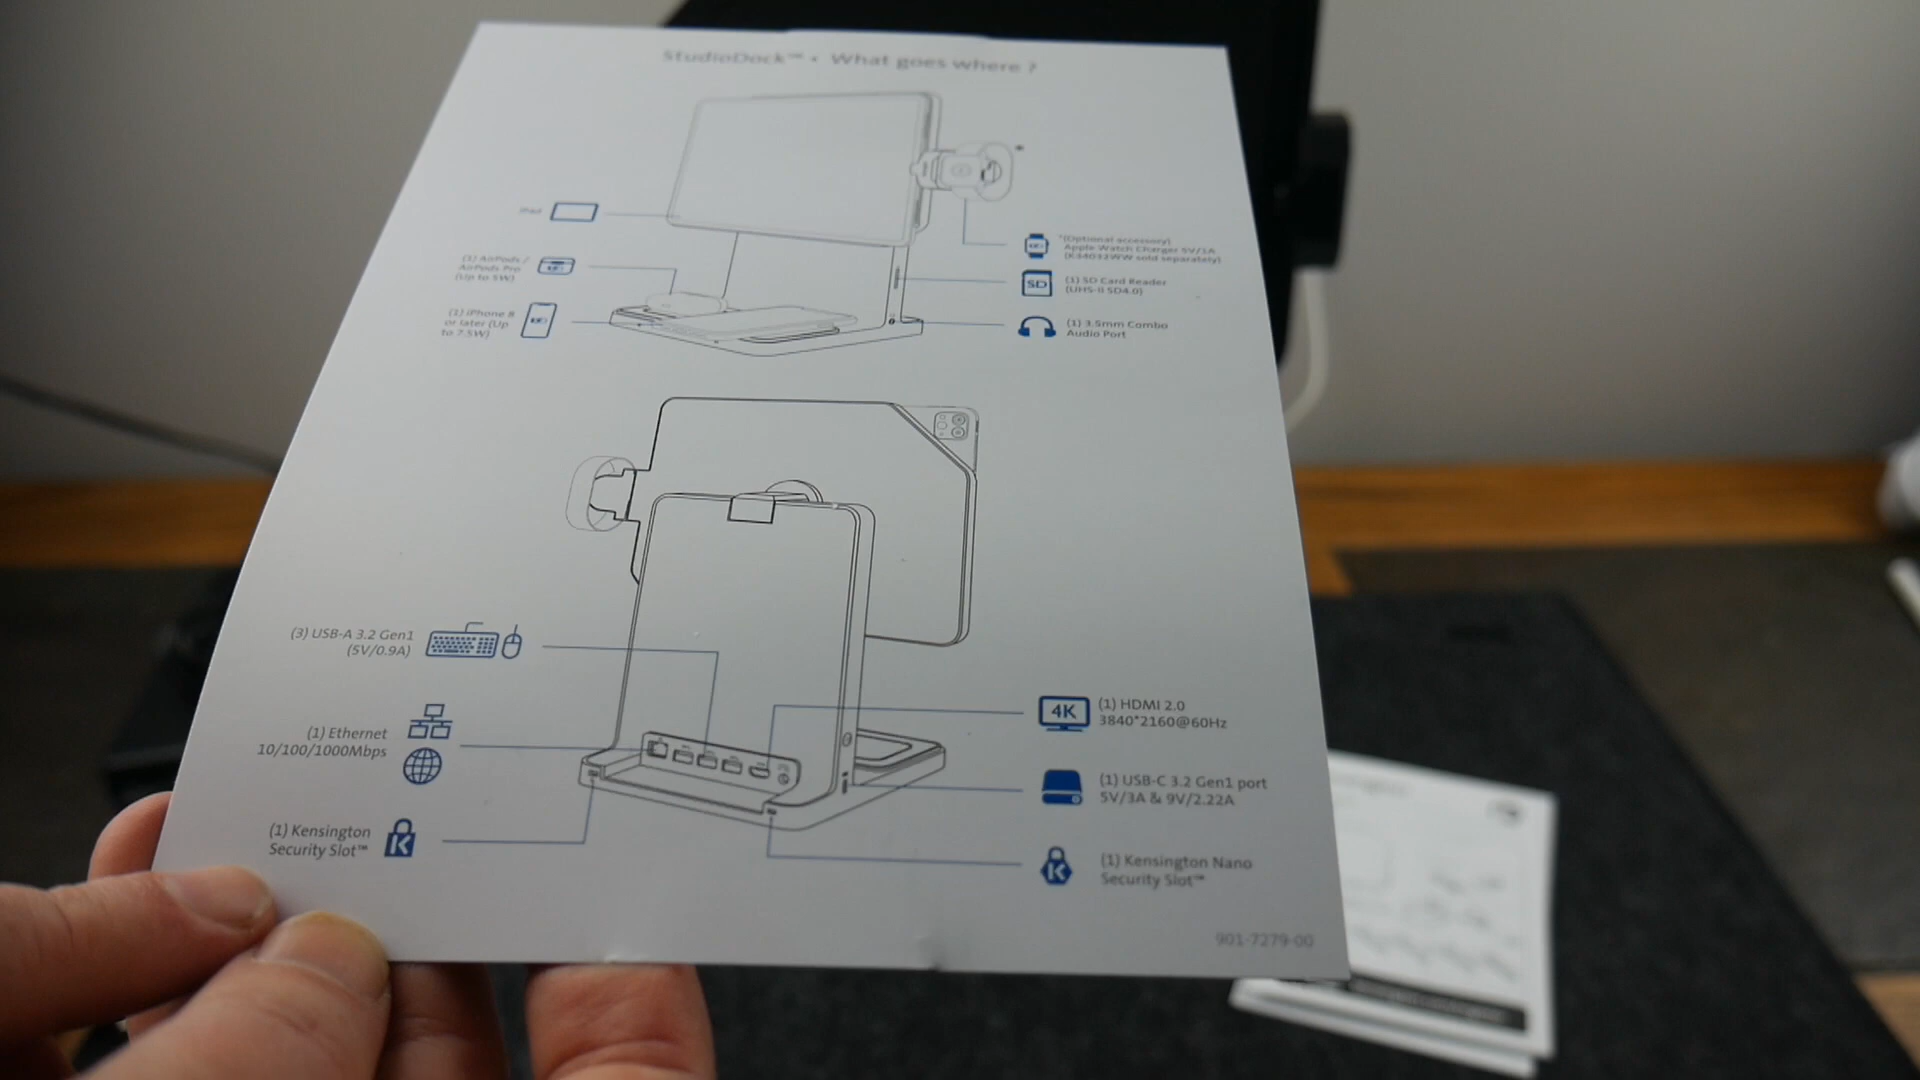 StudioDock™ • What goes where ?
iPad
(1) AirPods /
AirPods Pro
(Up to 5W)
(1) iPhone 8
or later (Up
to 7.5W)
*(Optional accessory)
Apple Watch Charger 5V/1A
(K34032WW sold separately)
SD
(1) SD Card Reader
(UHS-II SD4.0)
(1) 3.5mm Combo
Audio Port
(3) USB-A 3.2 Gen1
(5V/0.9A)
(1) Ethernet
10/100/1000Mbps
(1) Kensington
Security Slot™
K
4K
(1) HDMI 2.0
3840*2160@60Hz
(1) USB-C 3.2 Gen1 port
5V/3A & 9V/2.22A
K
(1) Kensington Nano
Security Slot™
901-7279-00